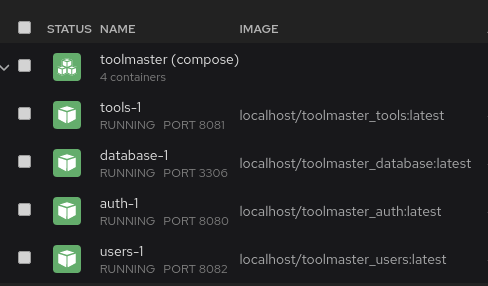 STATUS NAME IMAGE
toolmaster (compose)
4 containers
tools-1
RUNNING PORT 8081
localhost/toolmaster_tools:latest
database-1
RUNNING PORT 3306
localhost/toolmaster_database:latest
auth-1
RUNNING PORT 8080
localhost/toolmaster_auth:latest
users-1
RUNNING PORT 8082
localhost/toolmaster_users:latest